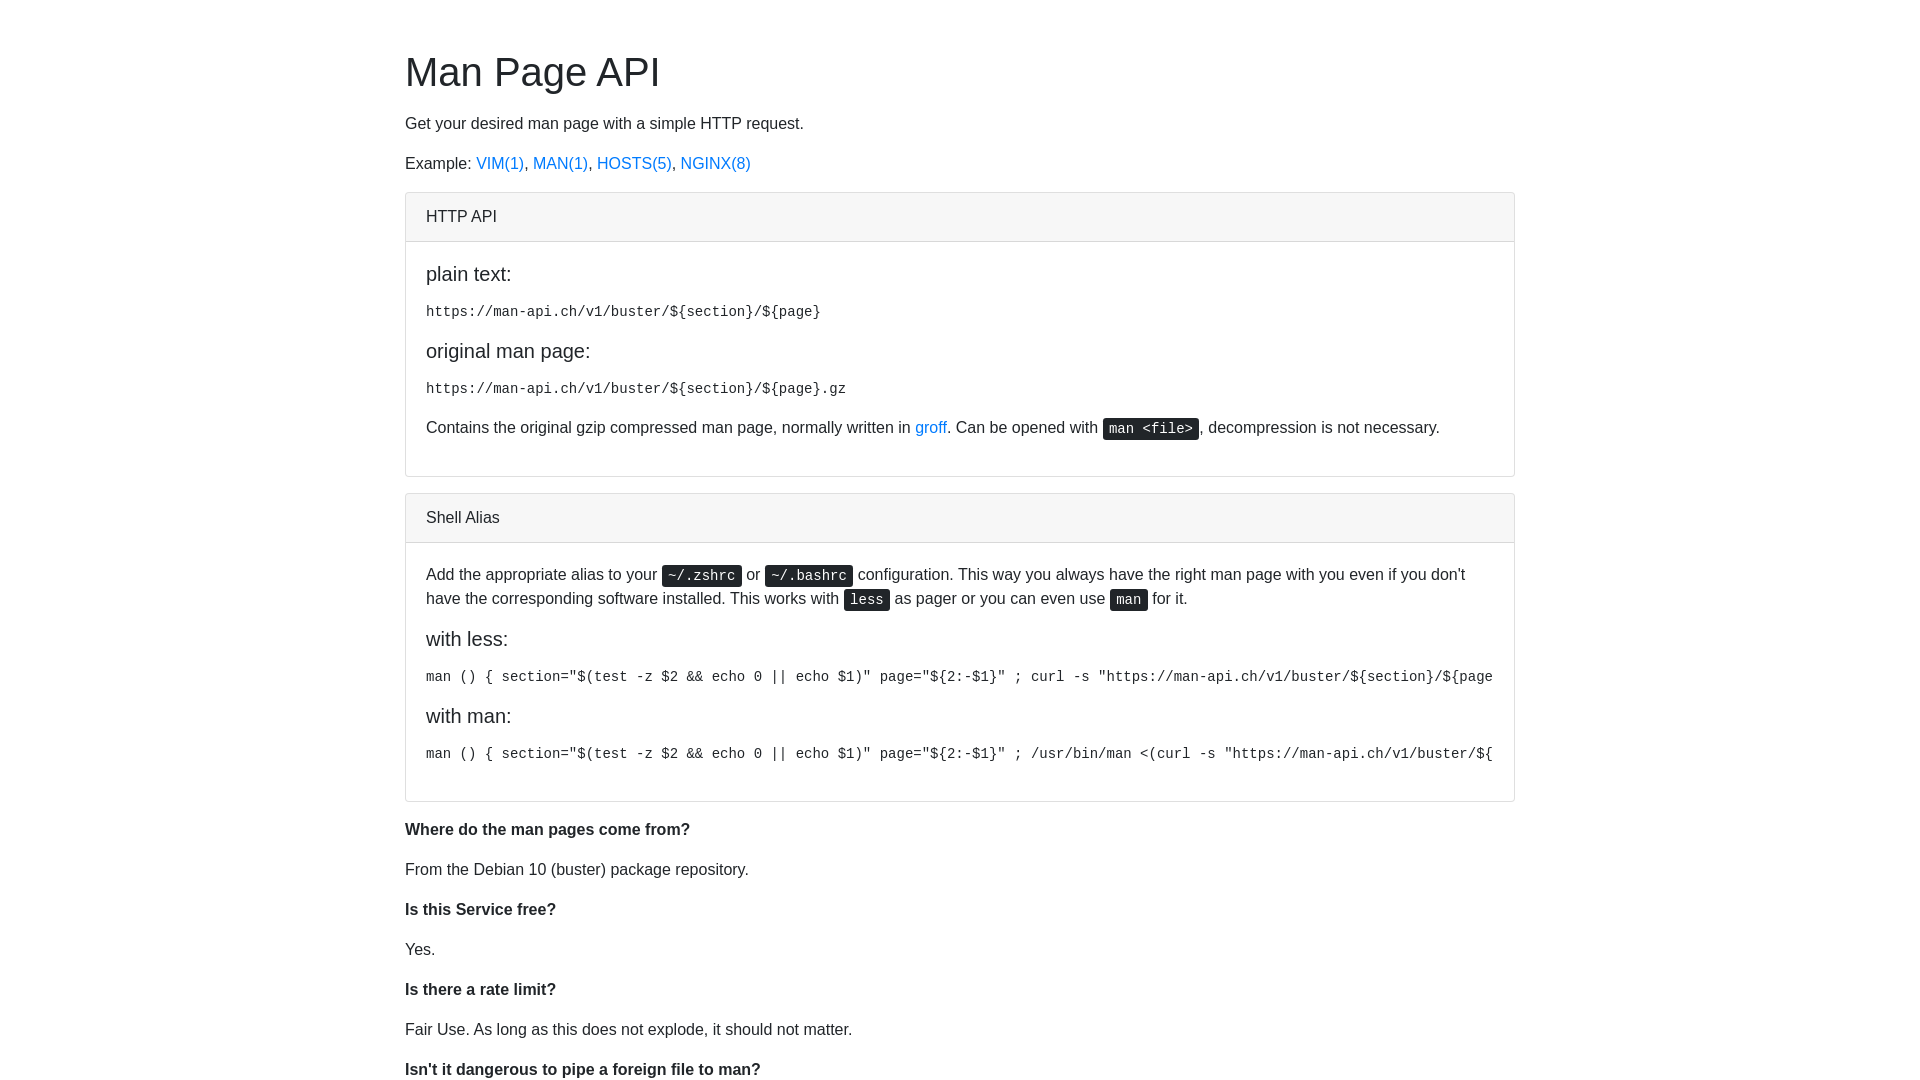 Man Page API
Get your desired man page with a simple HTTP request.
Example: VIM(1), MAN(1), HOSTS(5), NGINX(8)
HTTP API
plain text:
https://man-api.ch/v1/buster/${section}/${page}
original man page:
https://man-api.ch/v1/buster/${section}/${page}.gz
Contains the original gzip compressed man page, normally written in groff. Can be opened with man <file>, decompression is not necessary.
Shell Alias
Add the appropriate alias to your ~/.zshrc or ~/.bashrc configuration. This way you always have the right man page with you even if you don't
have the corresponding software installed. This works with less as pager or you can even use man for it.
with less:
man () { section="$(test -z $2 && echo 0 || echo $1)" page="${2:-$1}" ; curl -s "https://man-api.ch/v1/buster/${section}/${page
with man:
man () { section="$(test -z $2 && echo 0 || echo $1)" page="${2:-$1}" ; /usr/bin/man <(curl -s "https://man-api.ch/v1/buster/${
Where do the man pages come from?
From the Debian 10 (buster) package repository.
Is this Service free?
Yes.
Is there a rate limit?
Fair Use. As long as this does not explode, it should not matter.
Isn't it dangerous to pipe a foreign file to man?